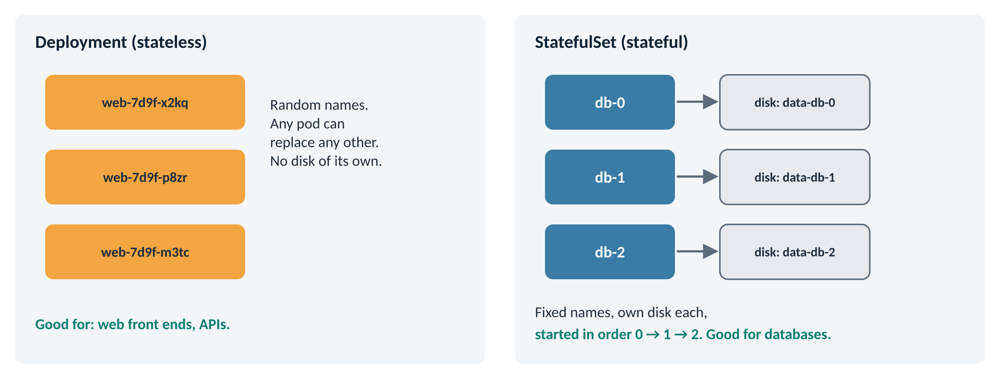 Deployment (stateless)
web-7d9f-x2kq
web-7d9f-p8zr
web-7d9f-m3tc
Random names.
Any pod can
replace any other.
No disk of its own.
Good for: web front ends, APIs.
StatefulSet (stateful)
db-0
disk: data-db-0
db-1
disk: data-db-1
db-2
disk: data-db-2
Fixed names, own disk each,
started in order 0 → 1 → 2. Good for databases.